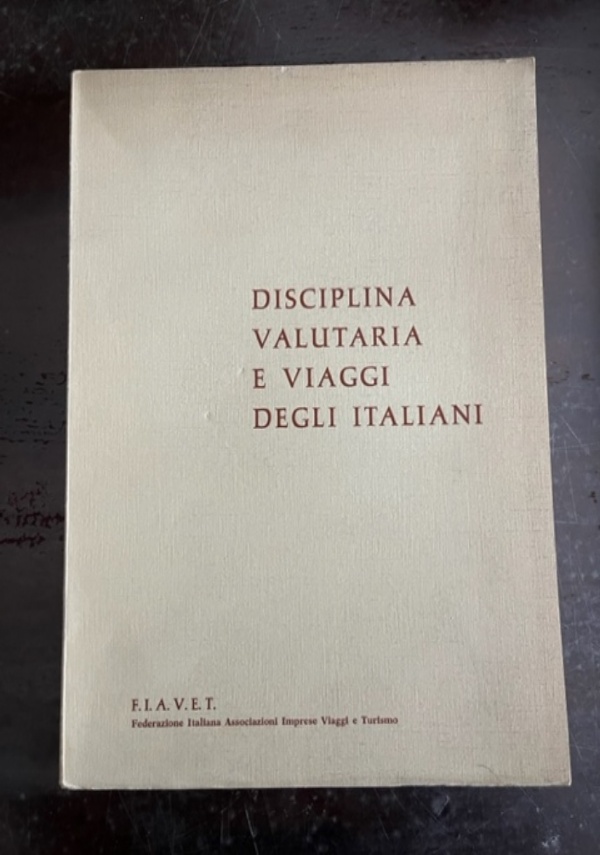 DISCIPLINA
VALUTARIA
E VIAGGI
DEGLI ITALIANI
F.I.A.V.E.T.
Federazione Italiana Associazioni Imprese Viaggi e Turismo